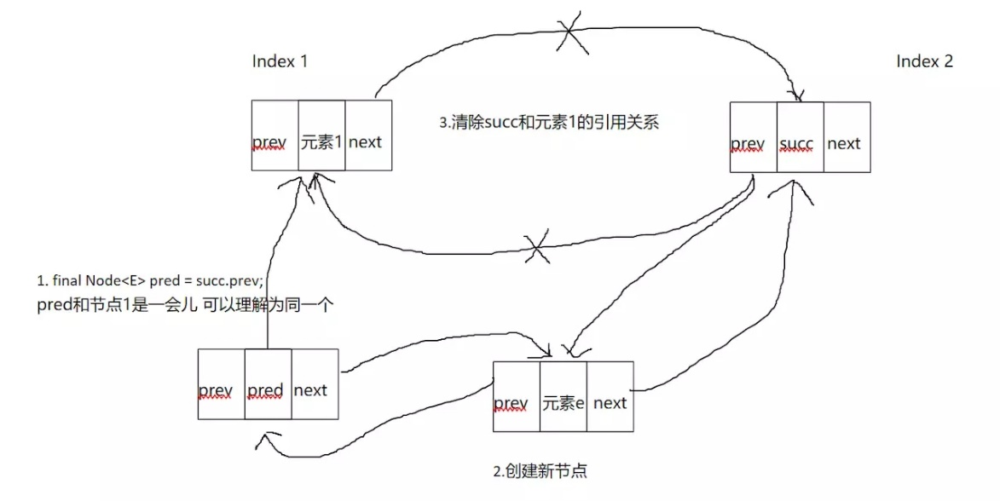 Index 1
Index 2
prev 元素1 next
3.清除succ和元素1的引用关系
prev succ next
1. final Node<E> pred = succ.prev;
pred和节点1是一会儿 可以理解为同一个
prev pred next
prev 元素e next
2.创建新节点